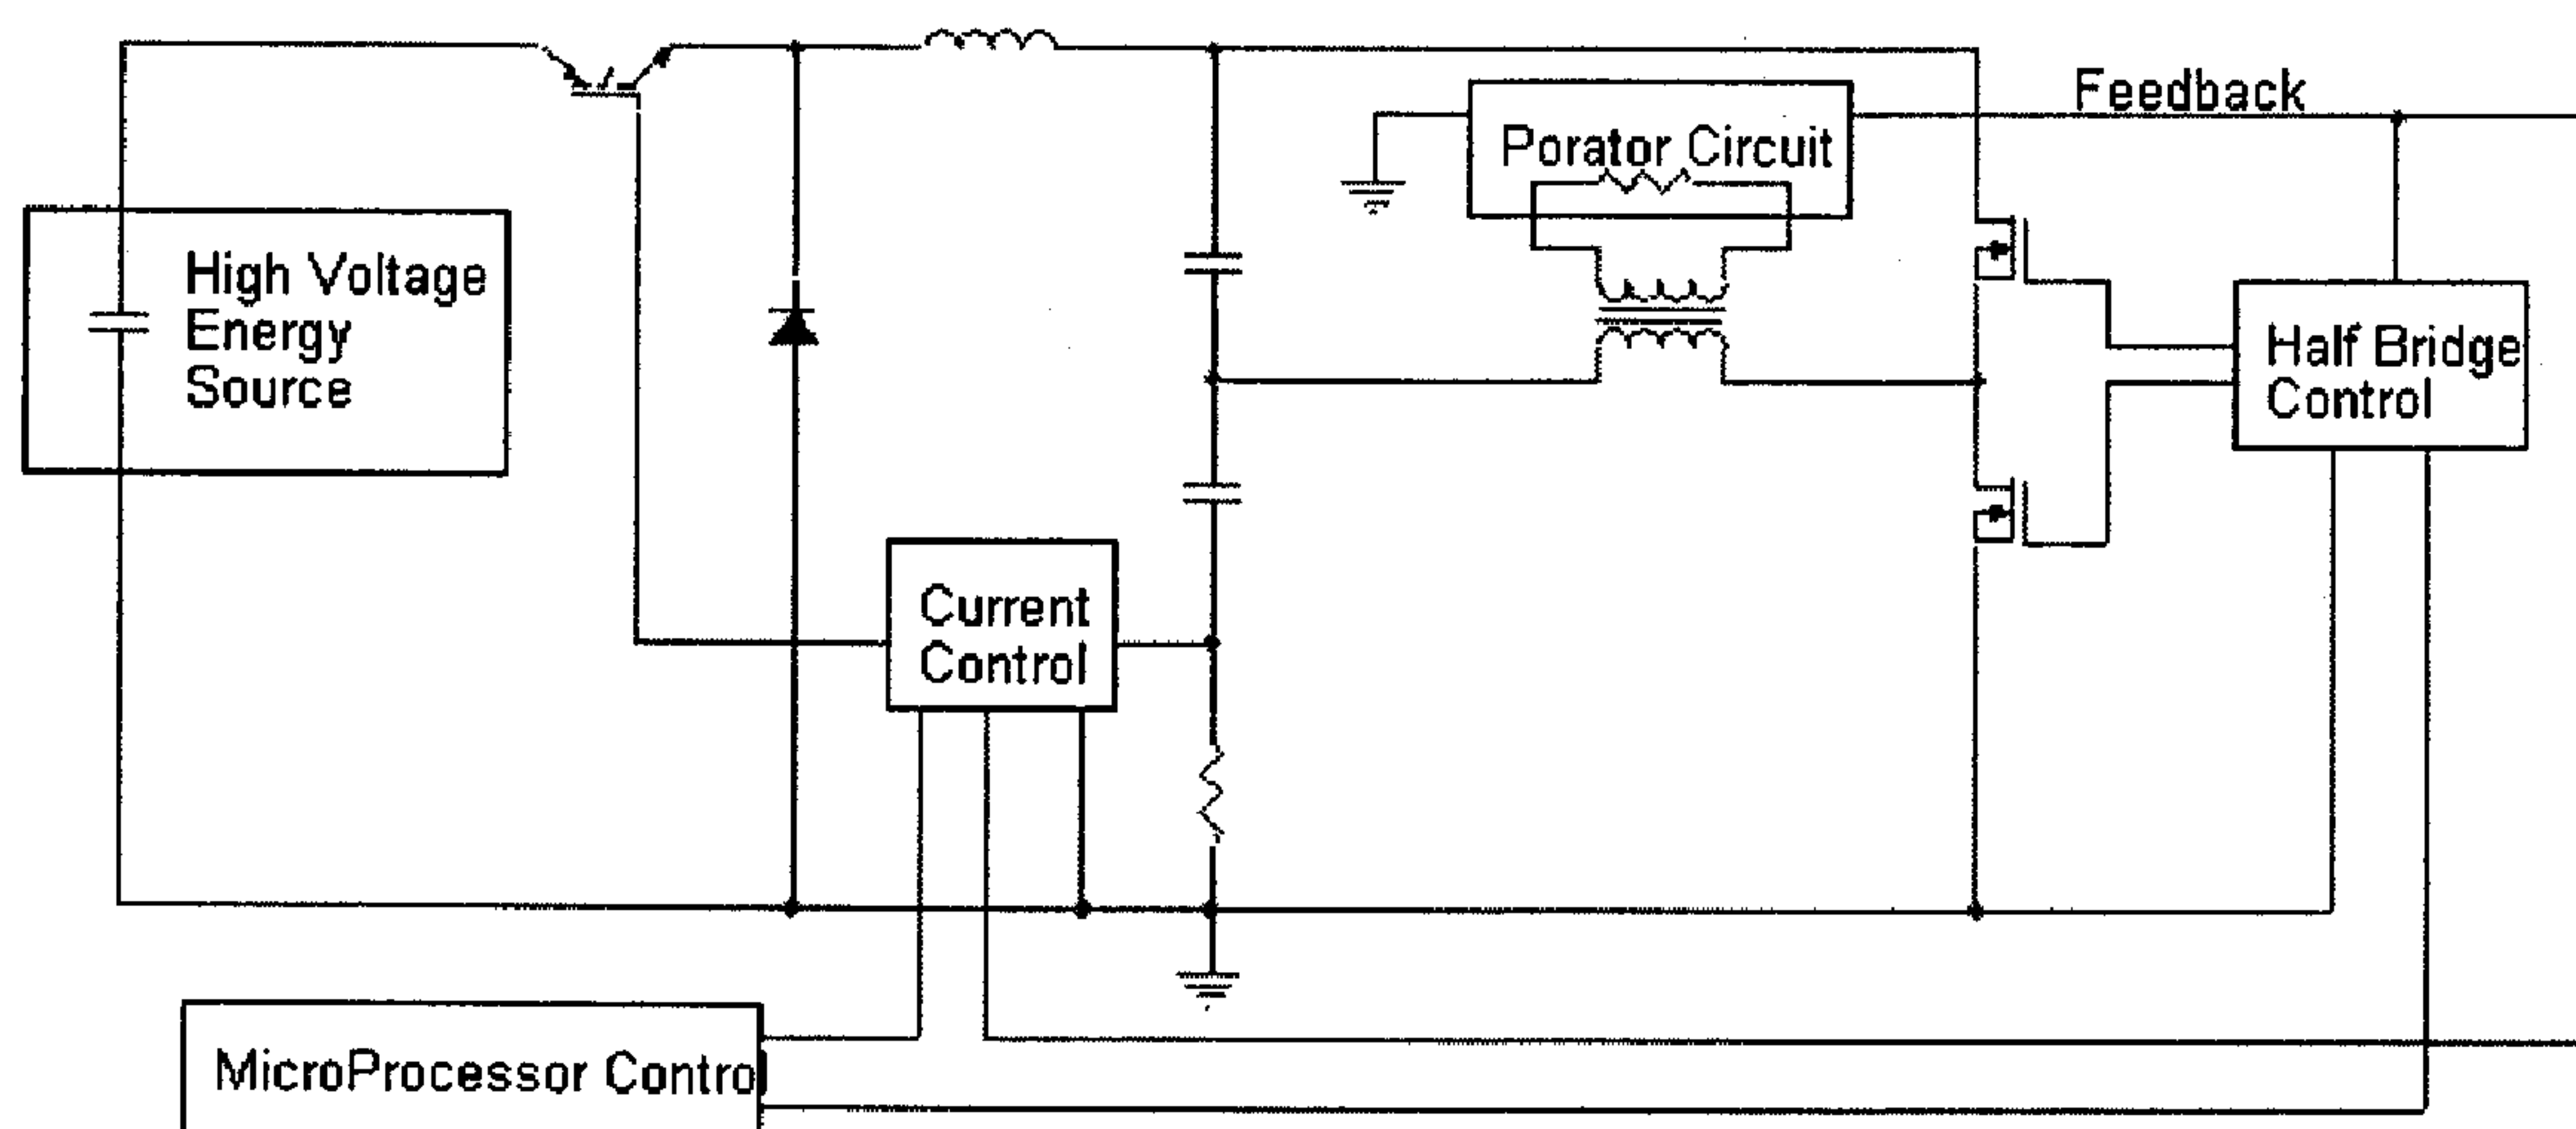 Feedback
Porator Circuit
High Voltage
Energy
Source
Half Bridge
Control
Current
Control
MicroProcessor Control